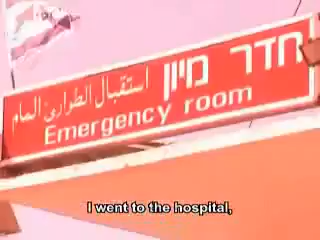 חדר מיון استقبال الطوارئ العام
Emergency room
I went to the hospital,